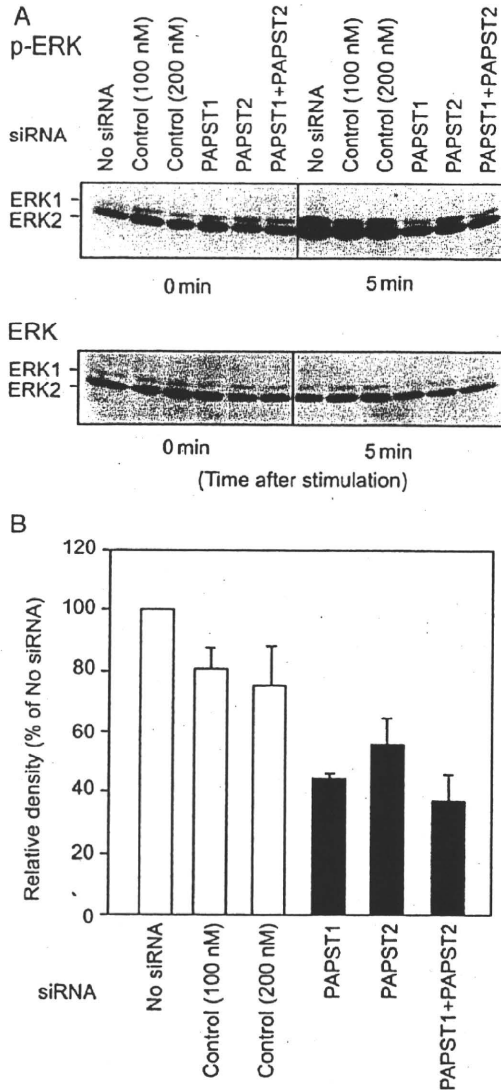 A
p-ERK
siRNA
No siRNA
Control (100 nM)
Control (200 nM)
PAPST1
PAPST2
PAPST1+PAPST2
No siRNA
Control (100 nM)
Control (200 nM)
PAPST1
PAPST2
PAPST1+PAPST2
ERK1
ERK2
0 min
5 min
ERK
ERK1
ERK2
0 min
5 min
(Time after stimulation)
B
Relative density (% of No siRNA)
120
100
80
60
40
20
0
siRNA
No siRNA
Control (100 nM)
Control (200 nM)
PAPST1
PAPST2
PAPST1+PAPST2